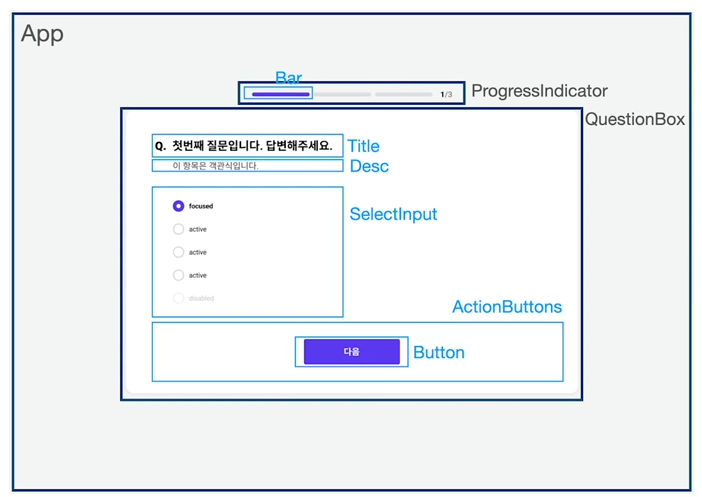 App
Bar
1/3
ProgressIndicator
QuestionBox
Q. 첫번째 질문입니다. 답변해주세요.
Title
이 항목은 객관식입니다.
Desc
focused
active
SelectInput
active
active
disabled
ActionButtons
다음
Button